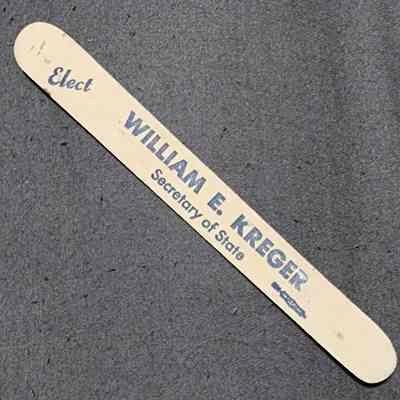 Elect
WILLIAM E. KREGER
Secretary of State